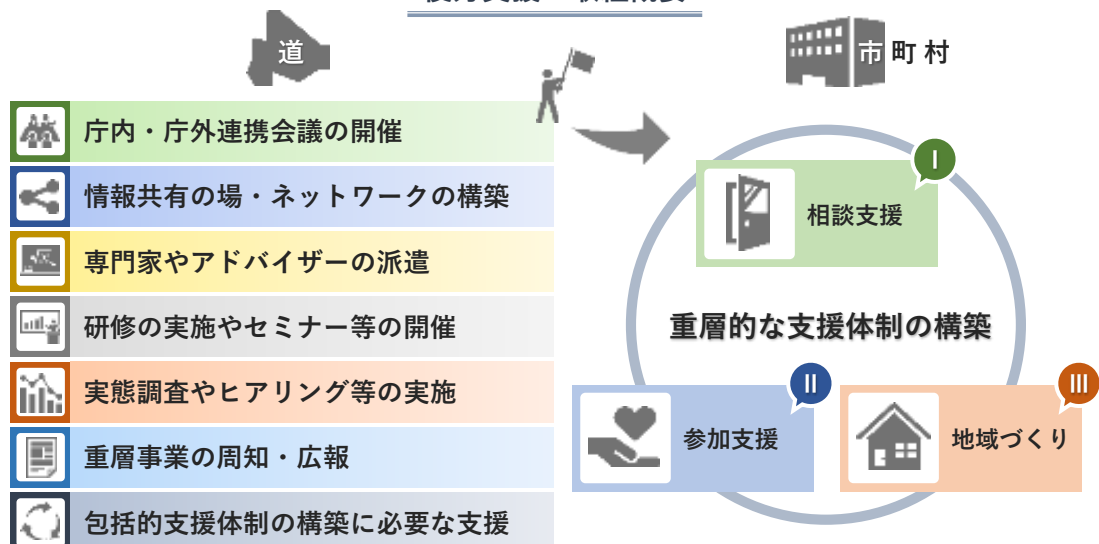 道
市町村
庁内・庁外連携会議の開催
情報共有の場・ネットワークの構築
専門家やアドバイザーの派遣
研修の実施やセミナー等の開催
実態調査やヒアリング等の実施
重層事業の周知・広報
包括的支援体制の構築に必要な支援
Ⅰ
相談支援
重層的な支援体制の構築
Ⅱ
参加支援
Ⅲ
地域づくり